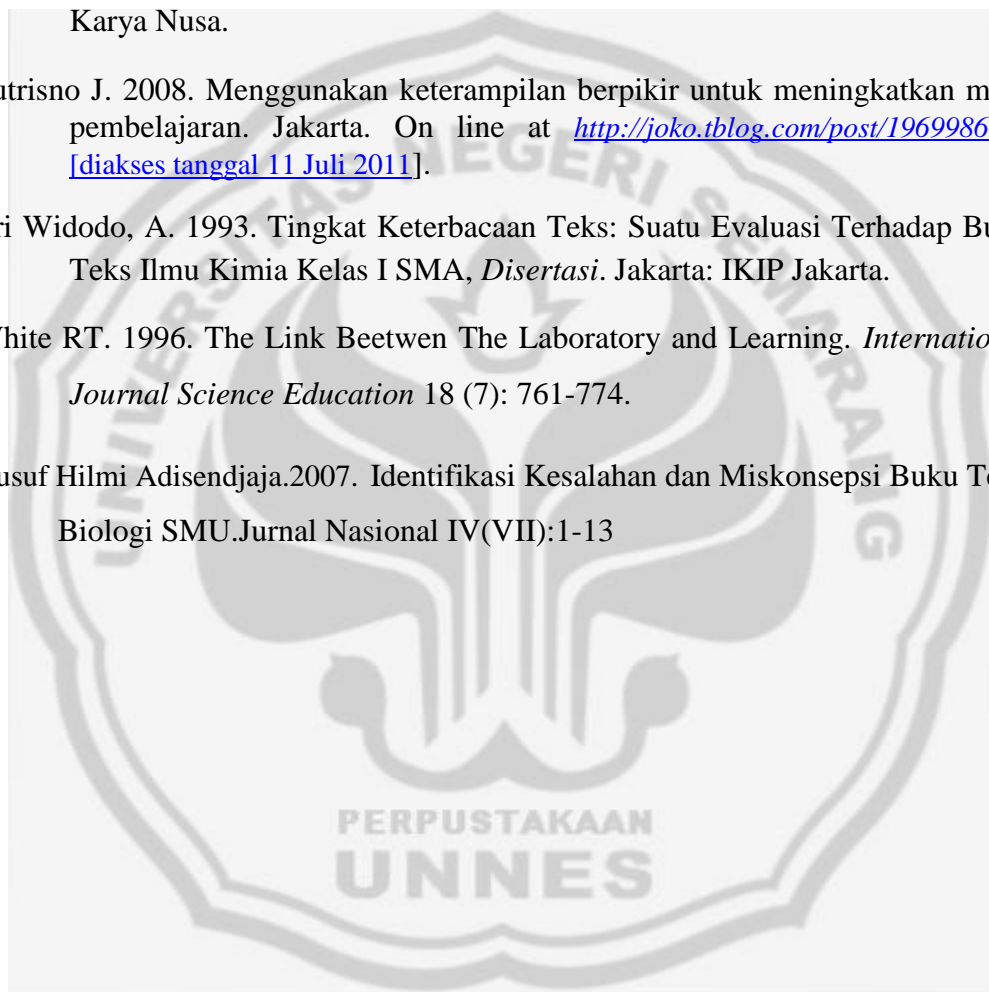 Karya Nusa.
utrisno J. 2008. Menggunakan keterampilan berpikir untuk meningkatkan m
pembelajaran. Jakarta. On line at http://joko.tblog.com/post/1969986
[diakses tanggal 11 Juli 2011].
ri Widodo, A. 1993. Tingkat Keterbacaan Teks: Suatu Evaluasi Terhadap Bu
Teks Ilmu Kimia Kelas I SMA, Disertasi. Jakarta: IKIP Jakarta.
hite RT. 1996. The Link Beetwen The Laboratory and Learning. Internatio
Journal Science Education 18 (7): 761-774.
usuf Hilmi Adisendjaja.2007. Identifikasi Kesalahan dan Miskonsepsi Buku Te
Biologi SMU.Jurnal Nasional IV(VII):1-13
UNIVERSITAS NEGERI SEMARANG
PERPUSTAKAAN
UNNES